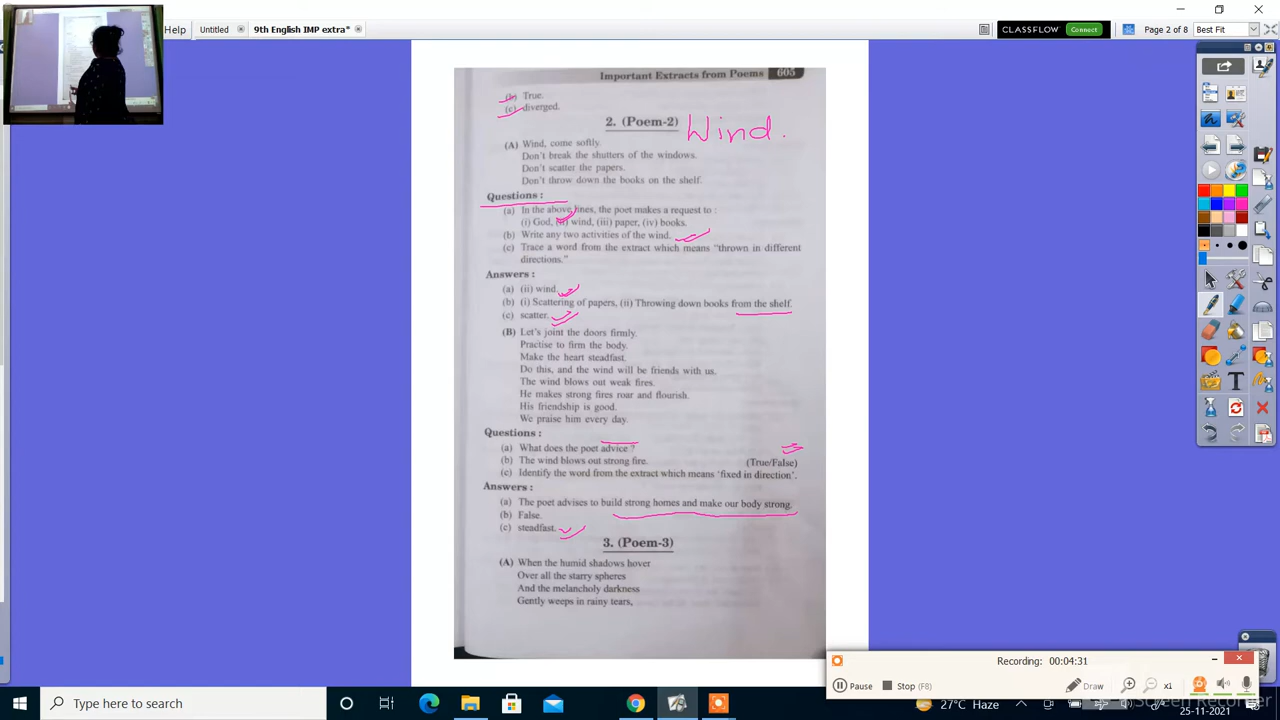 Help
Untitled
9th English IMP extra*
CLASSFLOW
Connect
Page 2 of 8
Best Fit
Important Extracts from Poems 605
(b) True.
(c) diverged.
2. (Poem-2) Wind.
(A) Wind, come softly.
Don't break the shutters of the windows.
Don't scatter the papers.
Don't throw down the books on the shelf.
Questions :
(a) In the above lines, the poet makes a request to :
(i) God, (ii) wind, (iii) paper, (iv) books.
(b) Write any two activities of the wind.
(c) Trace a word from the extract which means "thrown in different
directions."
Answers :
(a) (ii) wind.
(b) (i) Scattering of papers, (ii) Throwing down books from the shelf.
(c) scatter.
(B) Let's joint the doors firmly.
Practise to firm the body.
Make the heart steadfast.
Do this, and the wind will be friends with us.
The wind blows out weak fires.
He makes strong fires roar and flourish.
His friendship is good.
We praise him every day.
Questions :
(a) What does the poet advice ?
(b) The wind blows out strong fire. (True/False)
(c) Identify the word from the extract which means 'fixed in direction'.
Answers :
(a) The poet advises to build strong homes and make our body strong.
(b) False.
(c) steadfast.
3. (Poem-3)
(A) When the humid shadows hover
Over all the starry spheres
And the melancholy darkness
Gently weeps in rainy tears,
Recording: 00:04:31
Pause
Stop (F8)
Draw
x1
Screencast Recorder
Type here to search
27°C Haze
25-11-2021